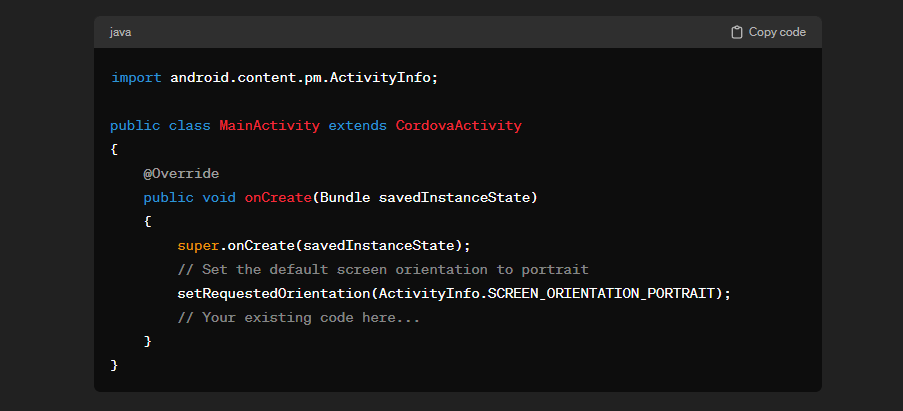 java
Copy code
import android.content.pm.ActivityInfo;
public class MainActivity extends CordovaActivity
{
@Override
public void onCreate(Bundle savedInstanceState)
{
super.onCreate(savedInstanceState);
// Set the default screen orientation to portrait
setRequestedOrientation(ActivityInfo.SCREEN_ORIENTATION_PORTRAIT);
// Your existing code here...
}
}